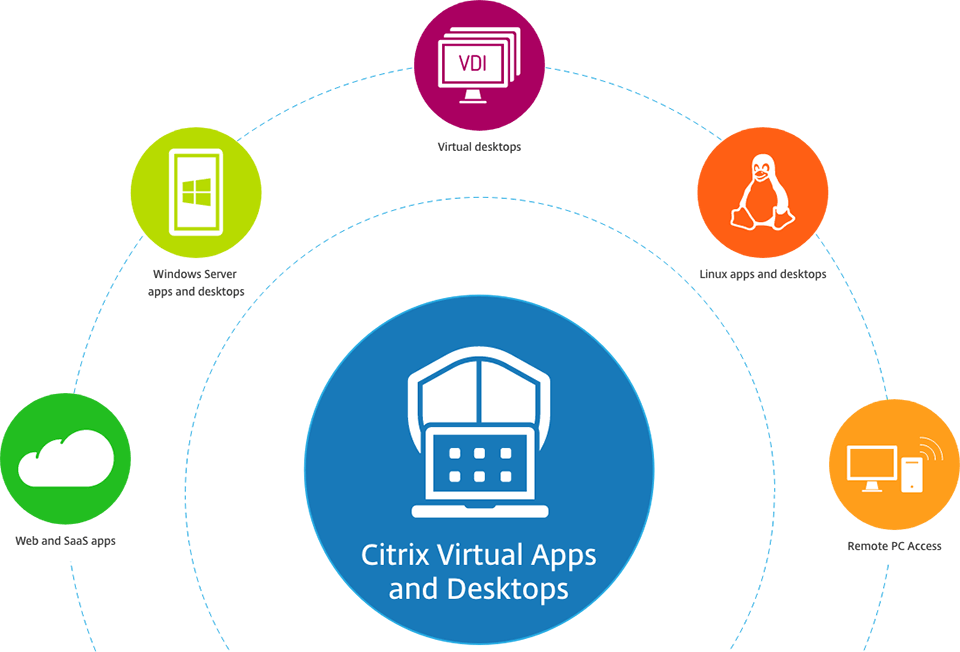 VDI
Virtual desktops
Windows Server
apps and desktops
Linux apps and desktops
Web and SaaS apps
Citrix Virtual Apps
and Desktops
Remote PC Access